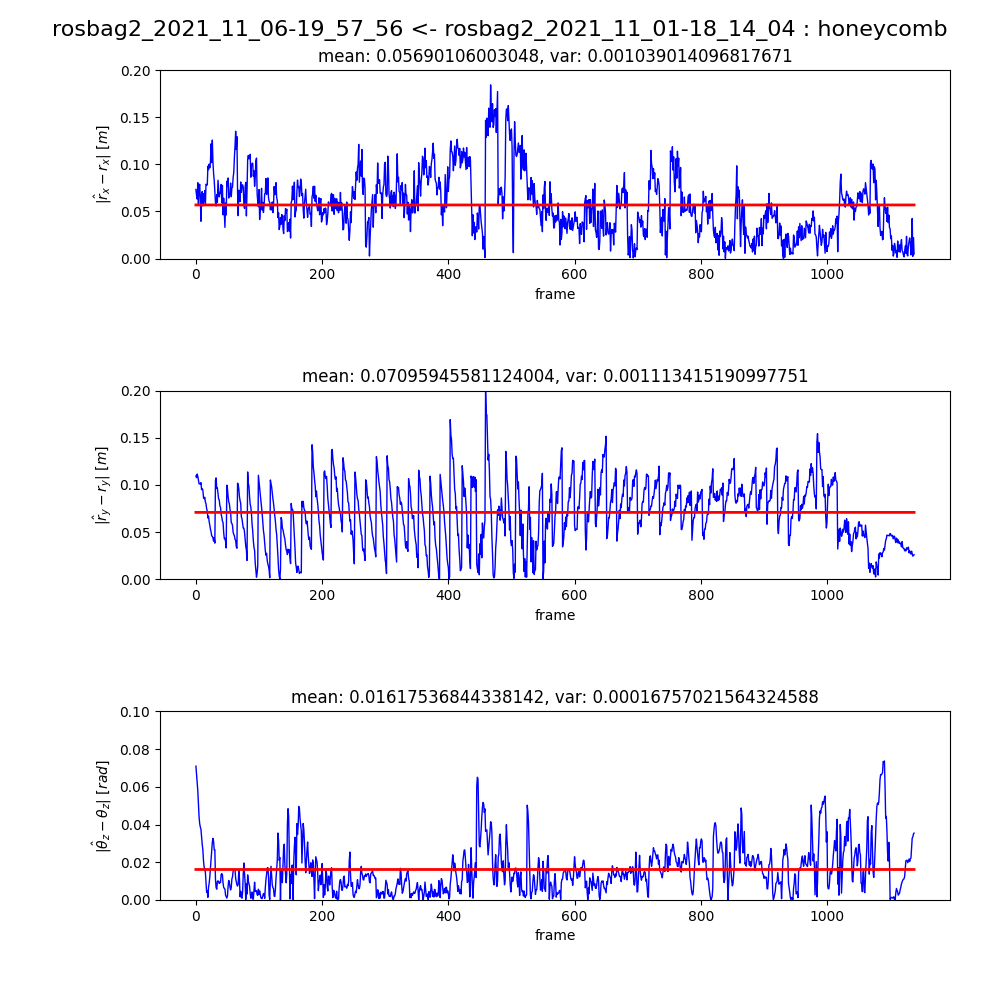 rosbag2_2021_11_06-19_57_56 <- rosbag2_2021_11_01-18_14_04 : honeycomb
mean: 0.05690106003048, var: 0.001039014096817671
0.20
0.15
0.10
0.05
0.00
|r̂ₓ − rₓ| [m]
0 200 400 600 800 1000
frame
mean: 0.07095945581124004, var: 0.001113415190997751
0.20
0.15
0.10
0.05
0.00
|r̂_y − r_y| [m]
0 200 400 600 800 1000
frame
mean: 0.01617536844338142, var: 0.00016757021564324588
0.10
0.08
0.06
0.04
0.02
0.00
|θ̂_z − θ_z| [rad]
0 200 400 600 800 1000
frame